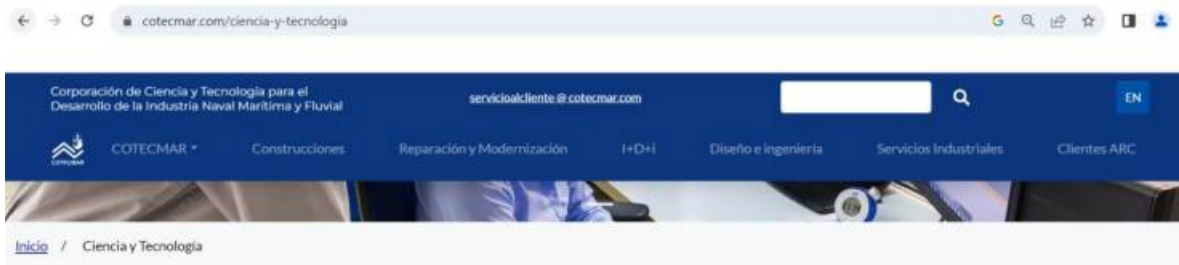 cotecmar.com/ciencia-y-tecnologia
Corporación de Ciencia y Tecnología para el
Desarrollo de la Industria Naval Marítima y Fluvial
servicioalcliente@cotecmar.com
EN
COTECMAR
COTECMAR
Construcciones
Reparación y Modernización
I+D+i
Diseño e ingeniería
Servicios Industriales
Clientes ARC
Inicio / Ciencia y Tecnología